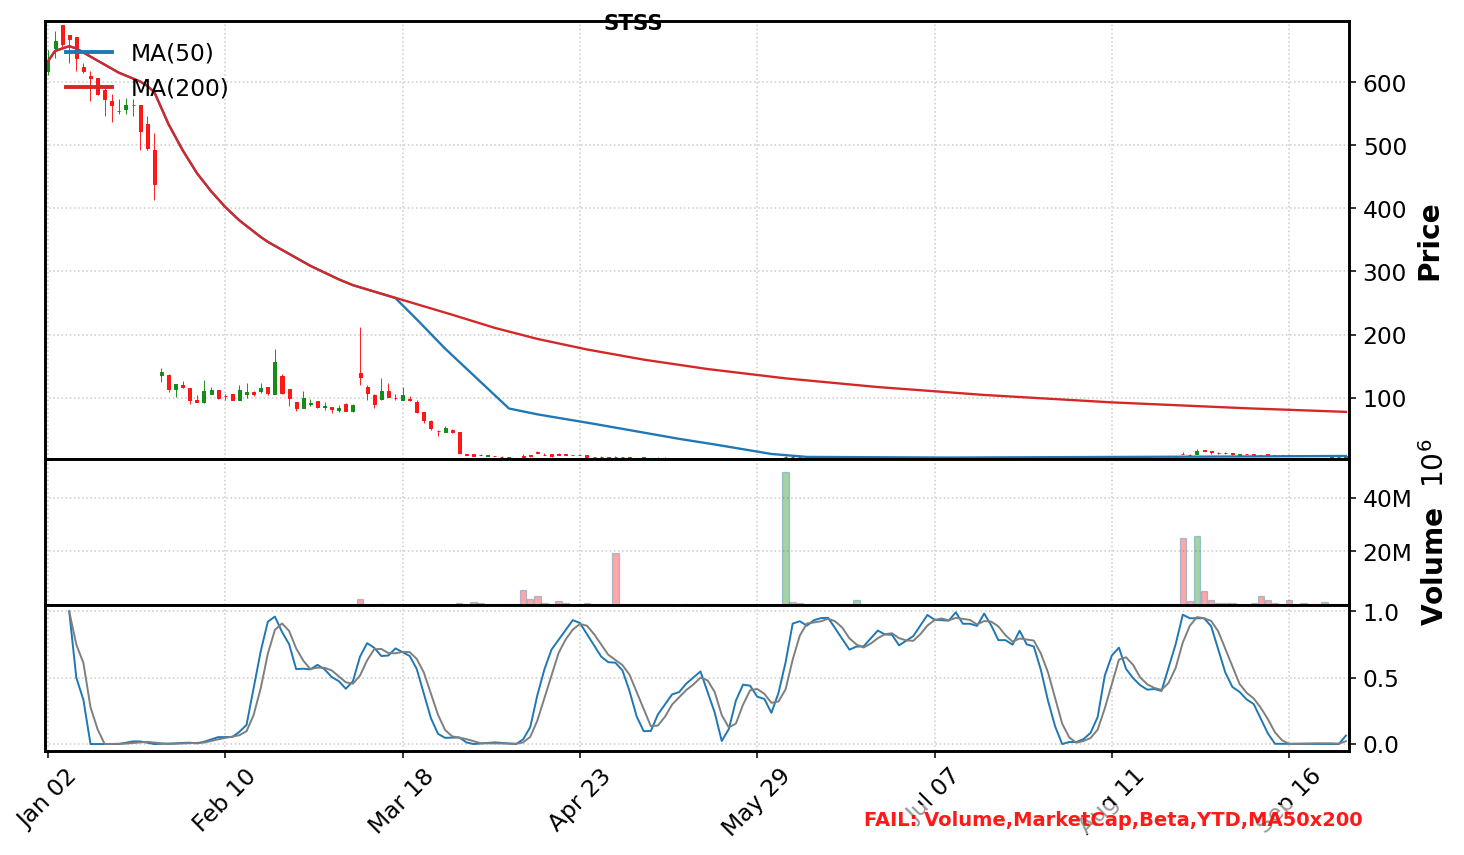 STSS
MA(50)
MA(200)
600
500
400
300
200
100
Price
10^6
40M
20M
Volume
1.0
0.5
0.0
Jan 02
Feb 10
Mar 18
Apr 23
May 29
Jul 07
Aug 11
Sep 16
FAIL: Volume,MarketCap,Beta,YTD,MA50x200